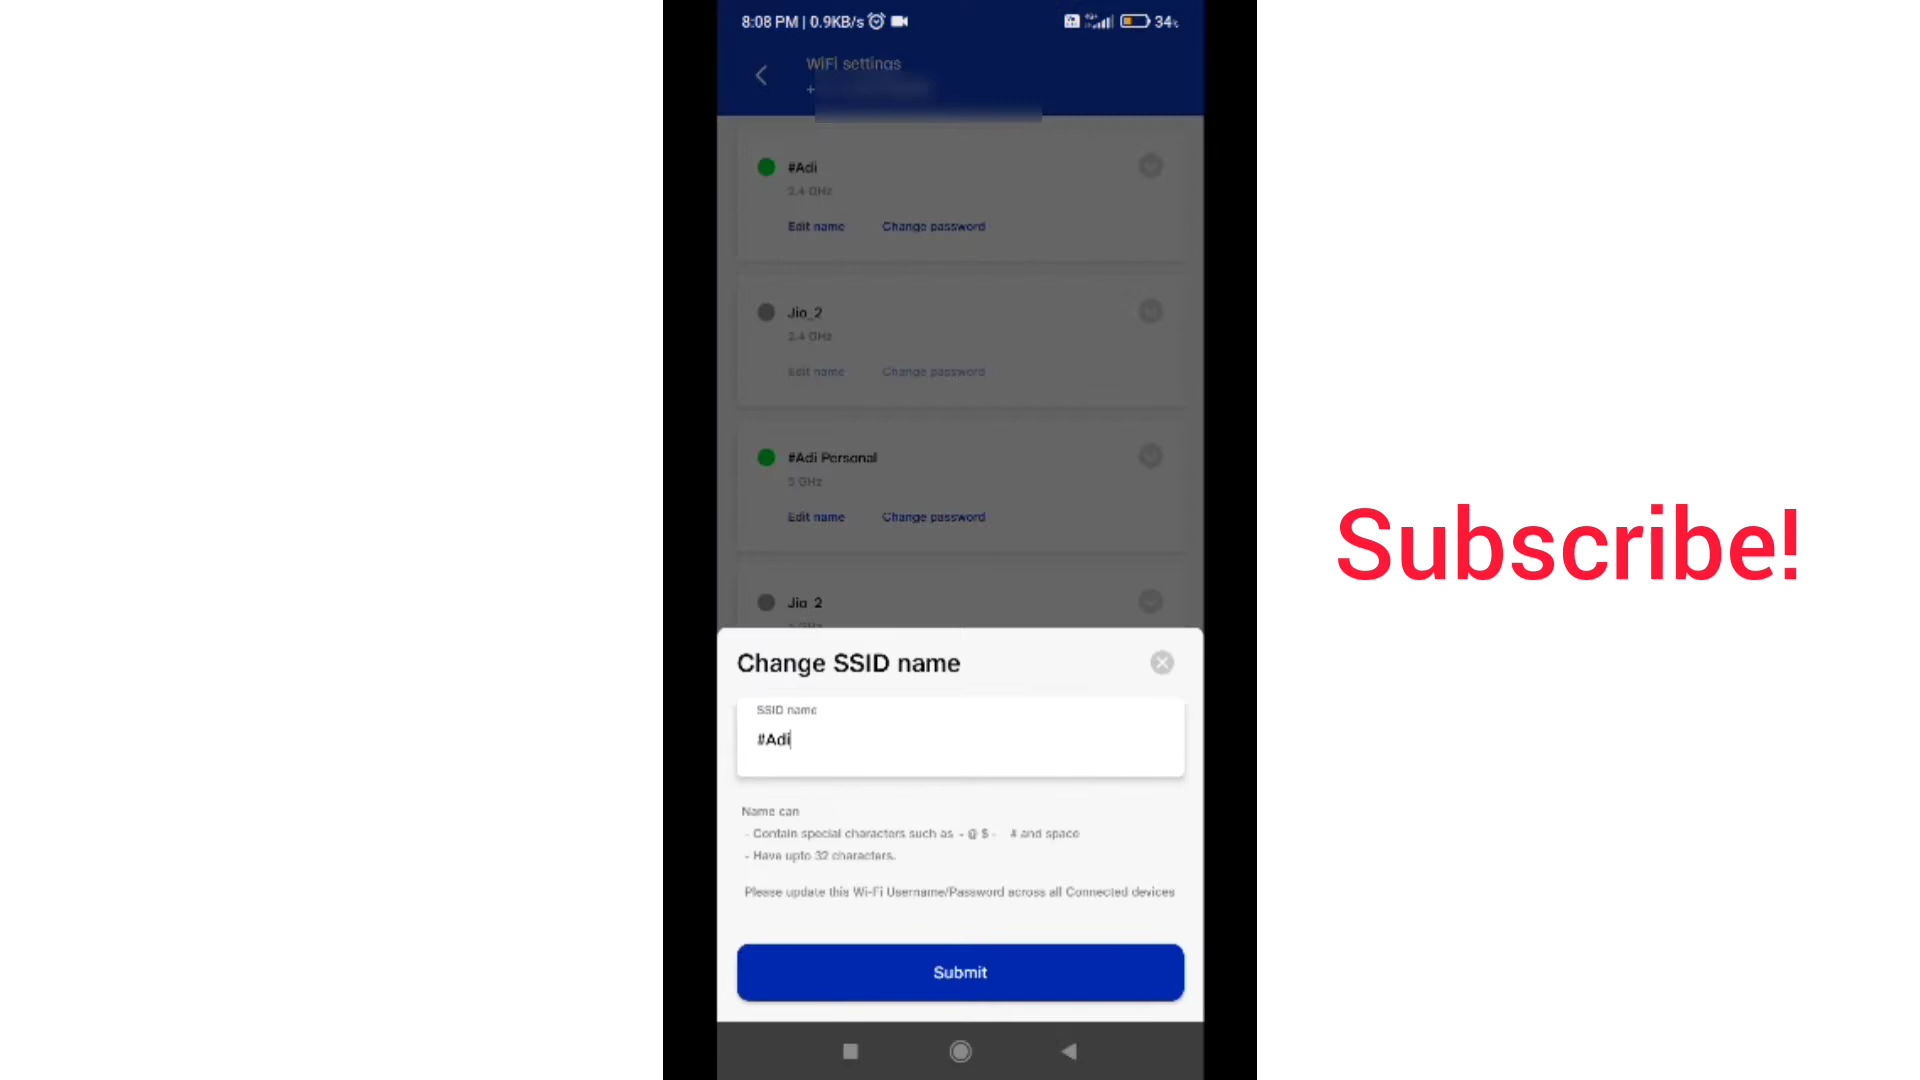 8:08 PM | 0.9KB/s
34%
WiFi settings
+
#Adi
2.4 GHz
Edit name Change password
Jio_2
2.4 GHz
Edit name Change password
#Adi Personal
5 GHz
Edit name Change password
Jio_2
Subscribe!
Change SSID name
SSID name
#Adi
Name can
- Contain special characters such as - @ $ - # and space
- Have upto 32 characters.
Please update this Wi-Fi Username/Password across all Connected devices
Submit